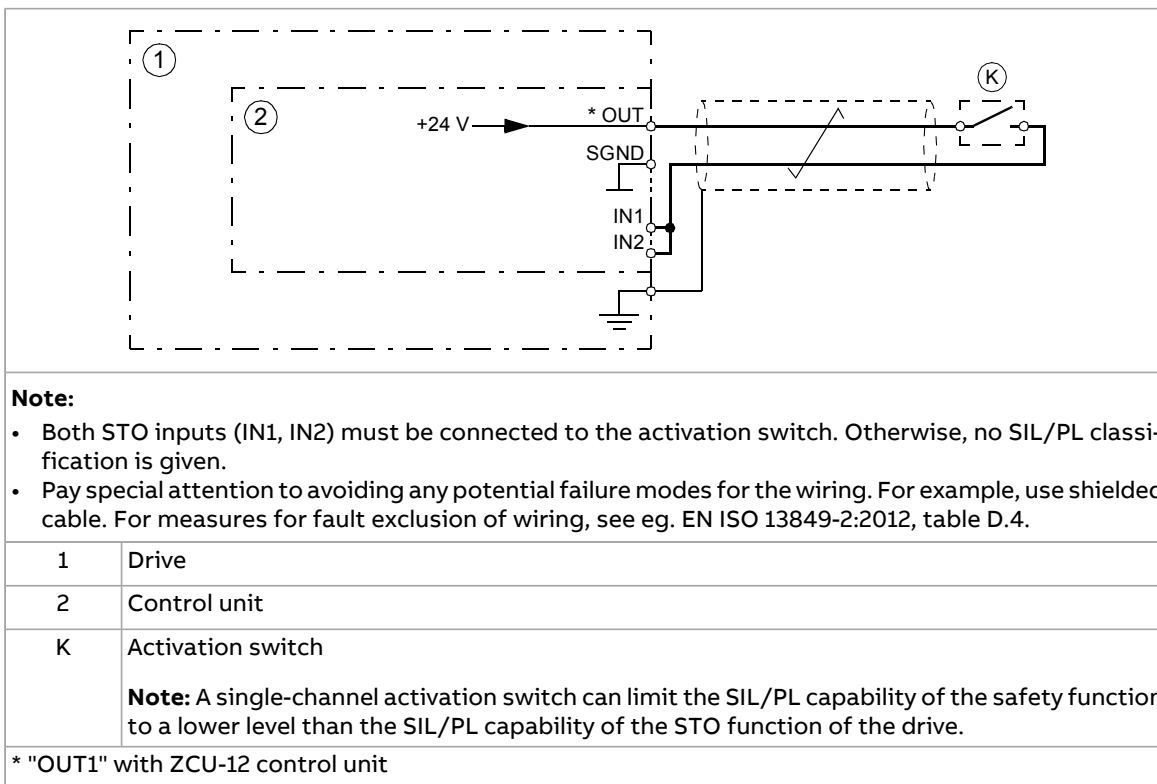 1
K
2
+24 V
* OUT
SGND
IN1
IN2
Note:
• Both STO inputs (IN1, IN2) must be connected to the activation switch. Otherwise, no SIL/PL classi-
fication is given.
• Pay special attention to avoiding any potential failure modes for the wiring. For example, use shielded
cable. For measures for fault exclusion of wiring, see eg. EN ISO 13849-2:2012, table D.4.
1 Drive
2 Control unit
K Activation switch
Note: A single-channel activation switch can limit the SIL/PL capability of the safety function
to a lower level than the SIL/PL capability of the STO function of the drive.
* "OUT1" with ZCU-12 control unit